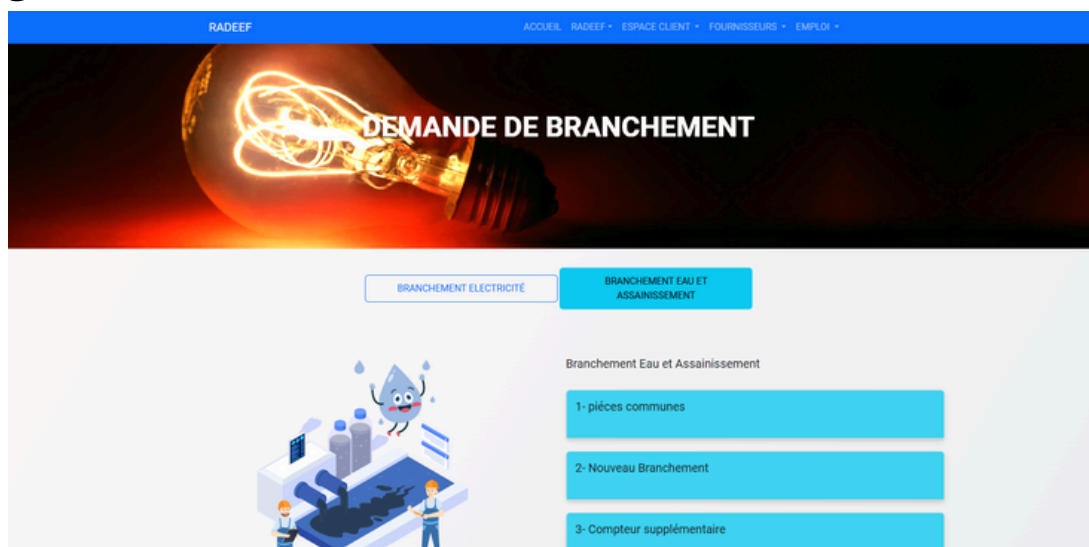 RADEEF
ACCUEIL RADEEF ESPACE CLIENT FOURNISSEURS EMPLOI
DEMANDE DE BRANCHEMENT
BRANCHEMENT ELECTRICITÉ
BRANCHEMENT EAU ET
ASSAINISSEMENT
Branchement Eau et Assainissement
1- piéces communes
2- Nouveau Branchement
3- Compteur supplémentaire